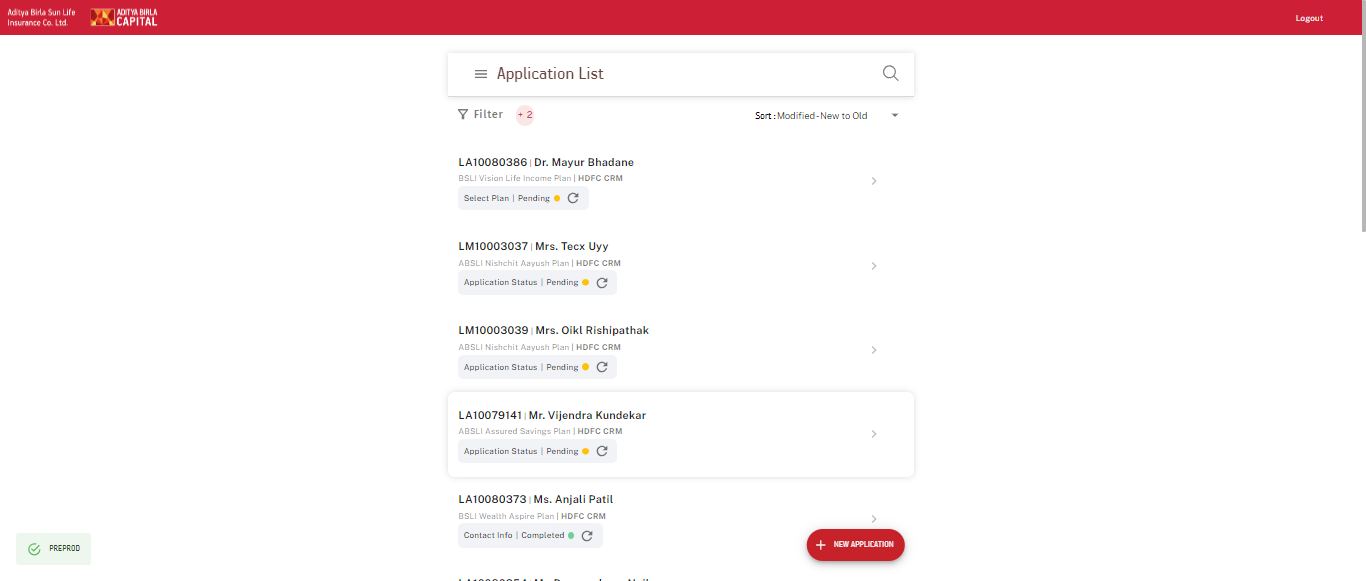 Aditya Birla Sun Life
Insurance Co. Ltd.
ADITYA BIRLA
CAPITAL
Logout
Application List
Filter + 2
Sort : Modified - New to Old
LA10080386 | Dr. Mayur Bhadane
BSLI Vision Life Income Plan | HDFC CRM
Select Plan | Pending
LM10003037 | Mrs. Tecx Uyy
ABSLI Nishchit Aayush Plan | HDFC CRM
Application Status | Pending
LM10003039 | Mrs. Oikl Rishipathak
ABSLI Nishchit Aayush Plan | HDFC CRM
Application Status | Pending
LA10079141 | Mr. Vijendra Kundekar
ABSLI Assured Savings Plan | HDFC CRM
Application Status | Pending
LA10080373 | Ms. Anjali Patil
BSLI Wealth Aspire Plan | HDFC CRM
Contact Info | Completed
+ NEW APPLICATION
PREPROD